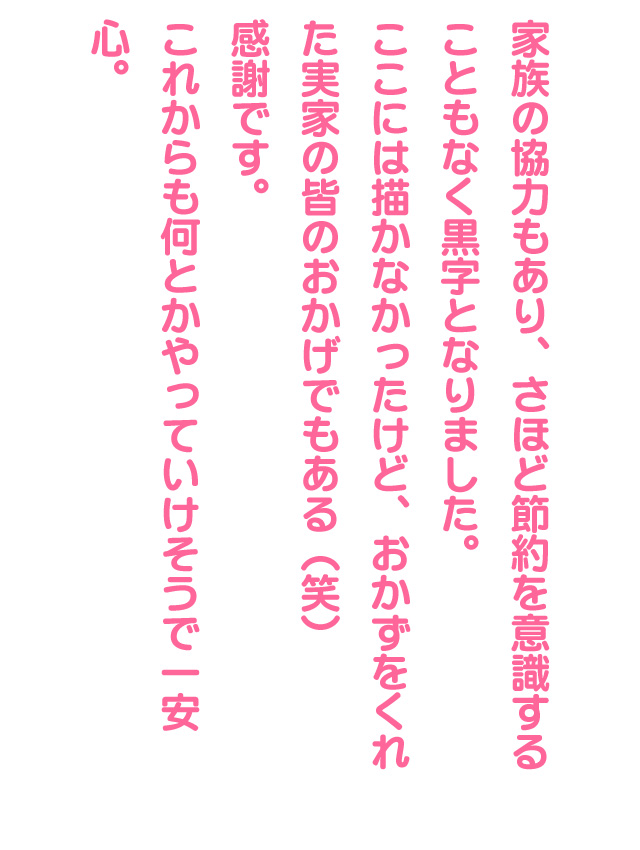 家族の協力もあり、さほど節約を意識する
こともなく黒字となりました。
ここには描かなかったけど、おかずをくれ
た実家の皆のおかげでもある（笑）
感謝です。
これからも何とかやっていけそうで一安
心。